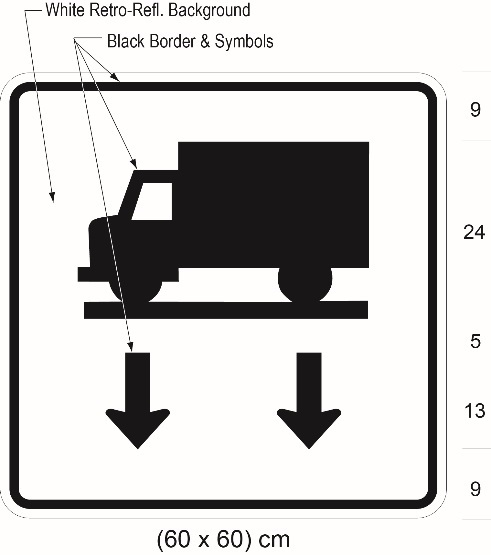 White Retro-Refl. Background
Black Border & Symbols
9
24
5
13
9
(60 x 60) cm